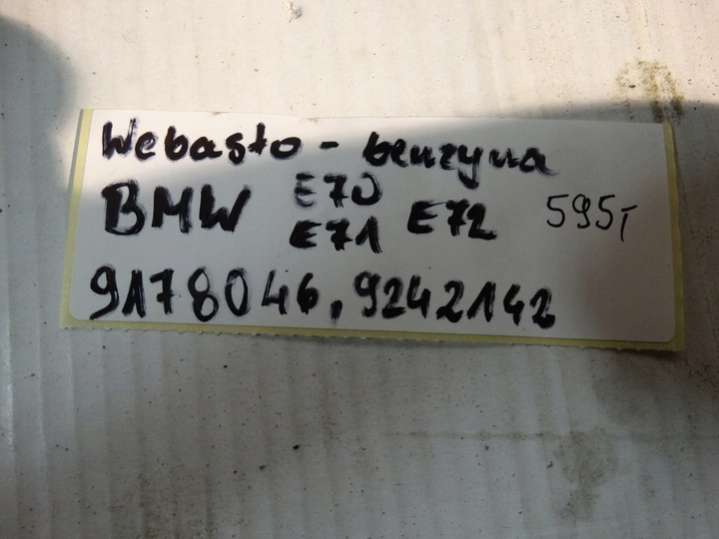 Webasto - benzyna
BMW E70 E71 E72 595T
9178046, 9242142